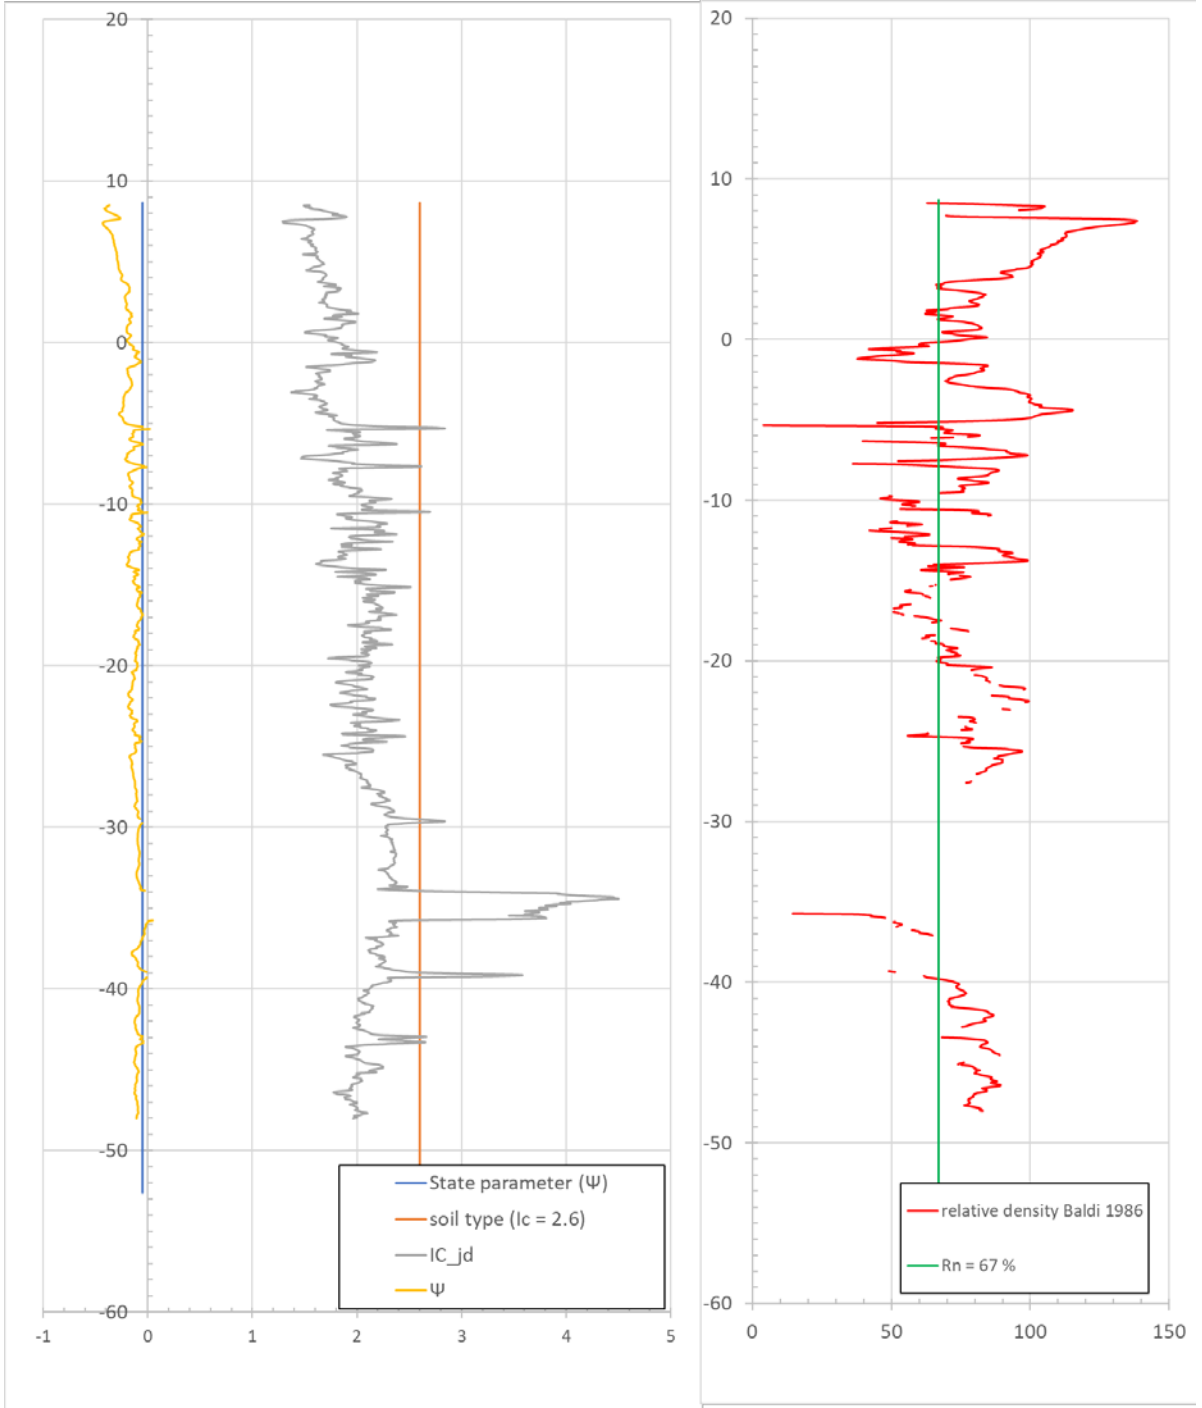 20
10
0
-10
-20
-30
-40
-50
-60
-1 0 1 2 3 4 5
State parameter (Ψ)
soil type (Ic = 2.6)
IC_jd
Ψ
20
10
0
-10
-20
-30
-40
-50
-60
0 50 100 150
relative density Baldi 1986
Rn = 67 %